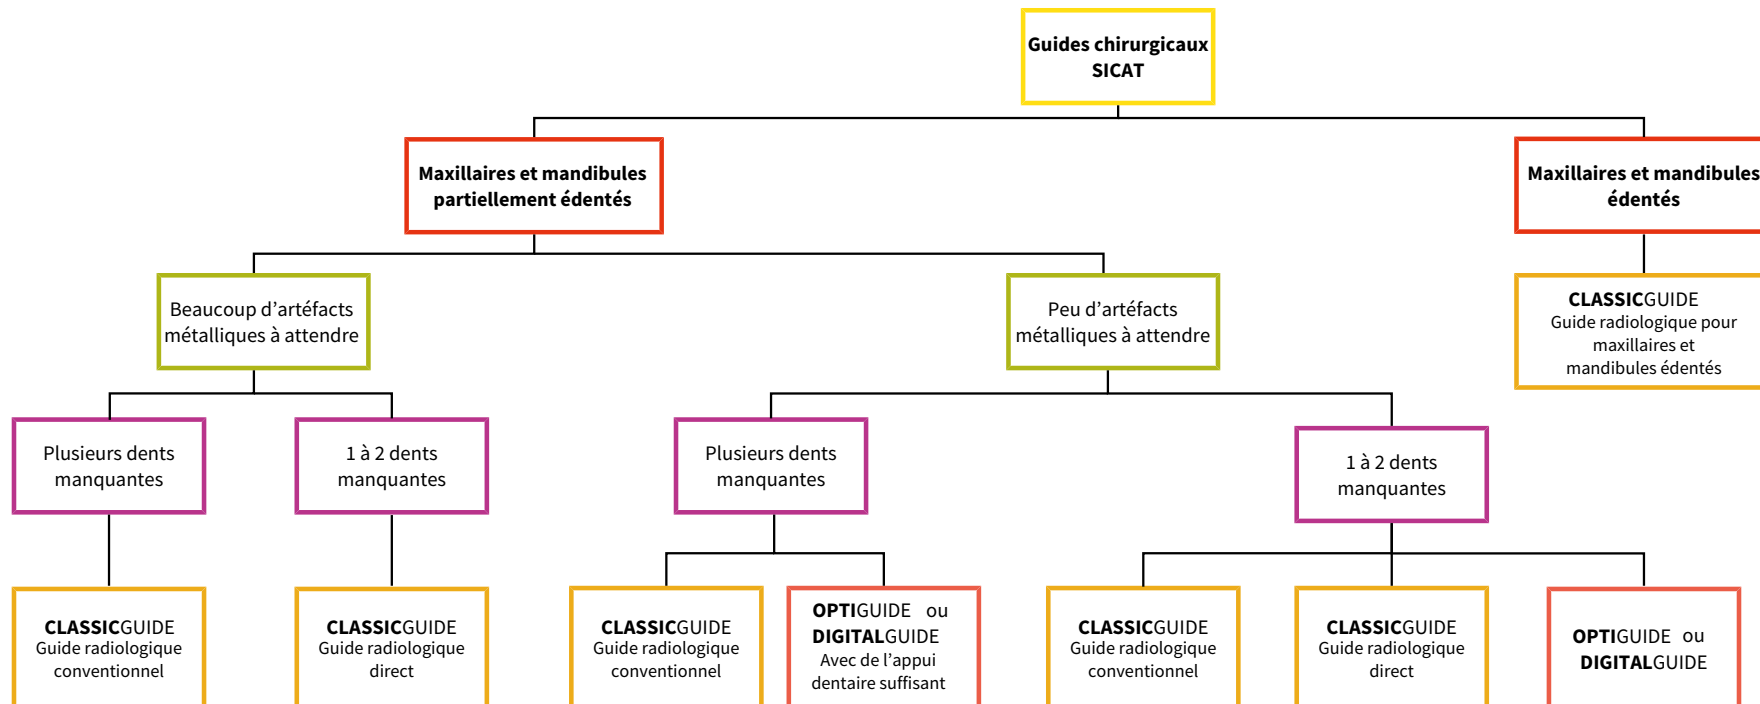 Guides chirurgicaux
SICAT
Maxillaires et mandibules
partiellement édentés
Maxillaires et mandibules
édentés
Beaucoup d’artéfacts
métalliques à attendre
Peu d’artéfacts
métalliques à attendre
CLASSICGUIDE
Guide radiologique pour
maxillaires et
mandibules édentés
Plusieurs dents
manquantes
1 à 2 dents
manquantes
Plusieurs dents
manquantes
1 à 2 dents
manquantes
CLASSICGUIDE
Guide radiologique
conventionnel
CLASSICGUIDE
Guide radiologique
direct
CLASSICGUIDE
Guide radiologique
conventionnel
OPTIGUIDE ou
DIGITALGUIDE
Avec de l’appui
dentaire suffisant
CLASSICGUIDE
Guide radiologique
conventionnel
CLASSICGUIDE
Guide radiologique
direct
OPTIGUIDE ou
DIGITALGUIDE